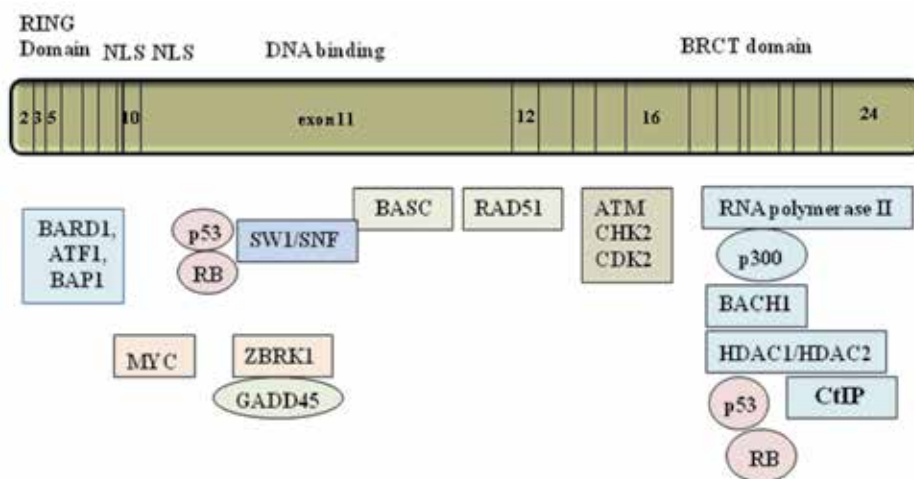 RING
Domain
NLS NLS
DNA binding
BRCT domain
2 3 5 10 exon11 12 16 24
BARD1,
ATF1,
BAP1
p53
RB
SW1/SNF
BASC
RAD51
ATM
CHK2
CDK2
RNA polymerase II
p300
BACH1
HDAC1/HDAC2
MYC
ZBRK1
GADD45
p53
CtIP
RB